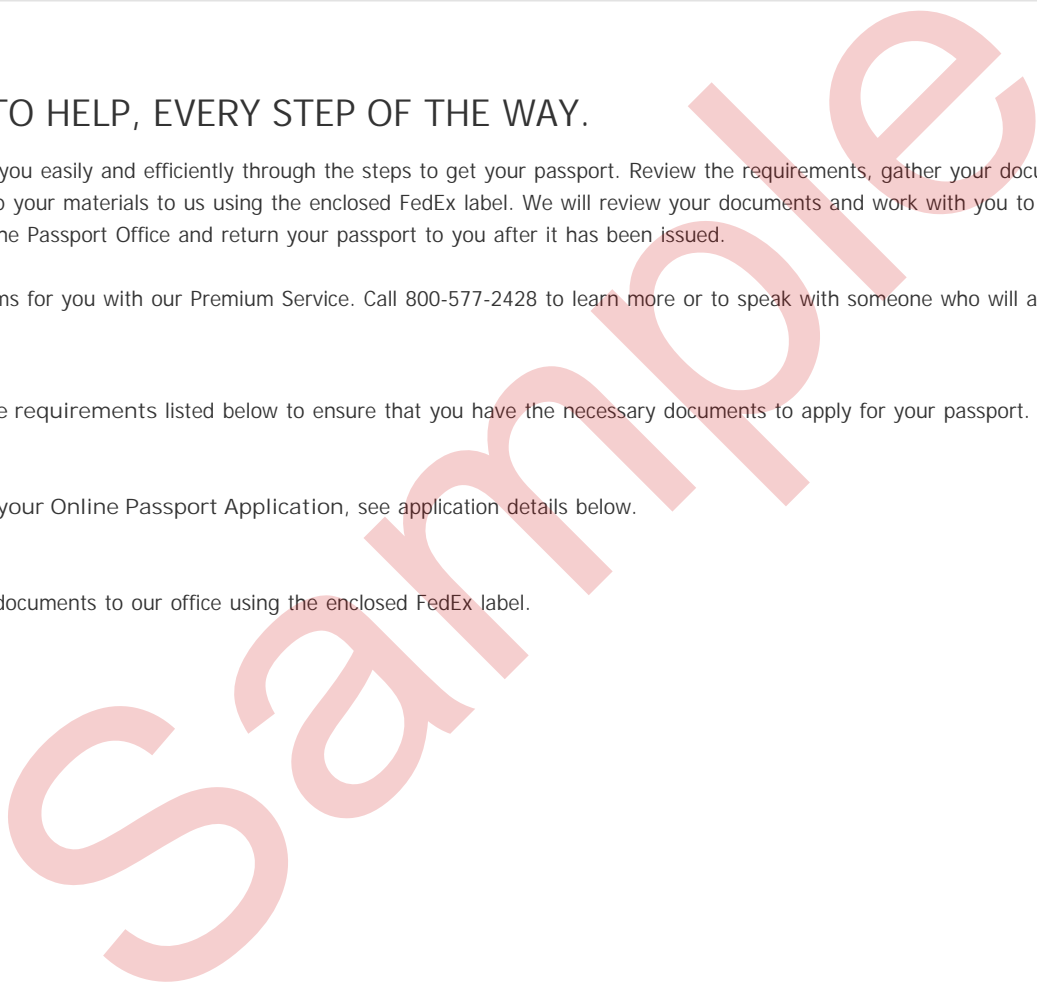 TO HELP, EVERY STEP OF THE WAY.
you easily and efficiently through the steps to get your passport. Review the requirements, gather your
your materials to us using the enclosed FedEx label. We will review your documents and work with you to
Passport Office and return your passport to you after it has been issued.
for you with our Premium Service. Call 800-577-2428 to learn more or to speak with someone who will
requirements listed below to ensure that you have the necessary documents to apply for your passport.
your Online Passport Application, see application details below.
documents to our office using the enclosed FedEx label.
Sample